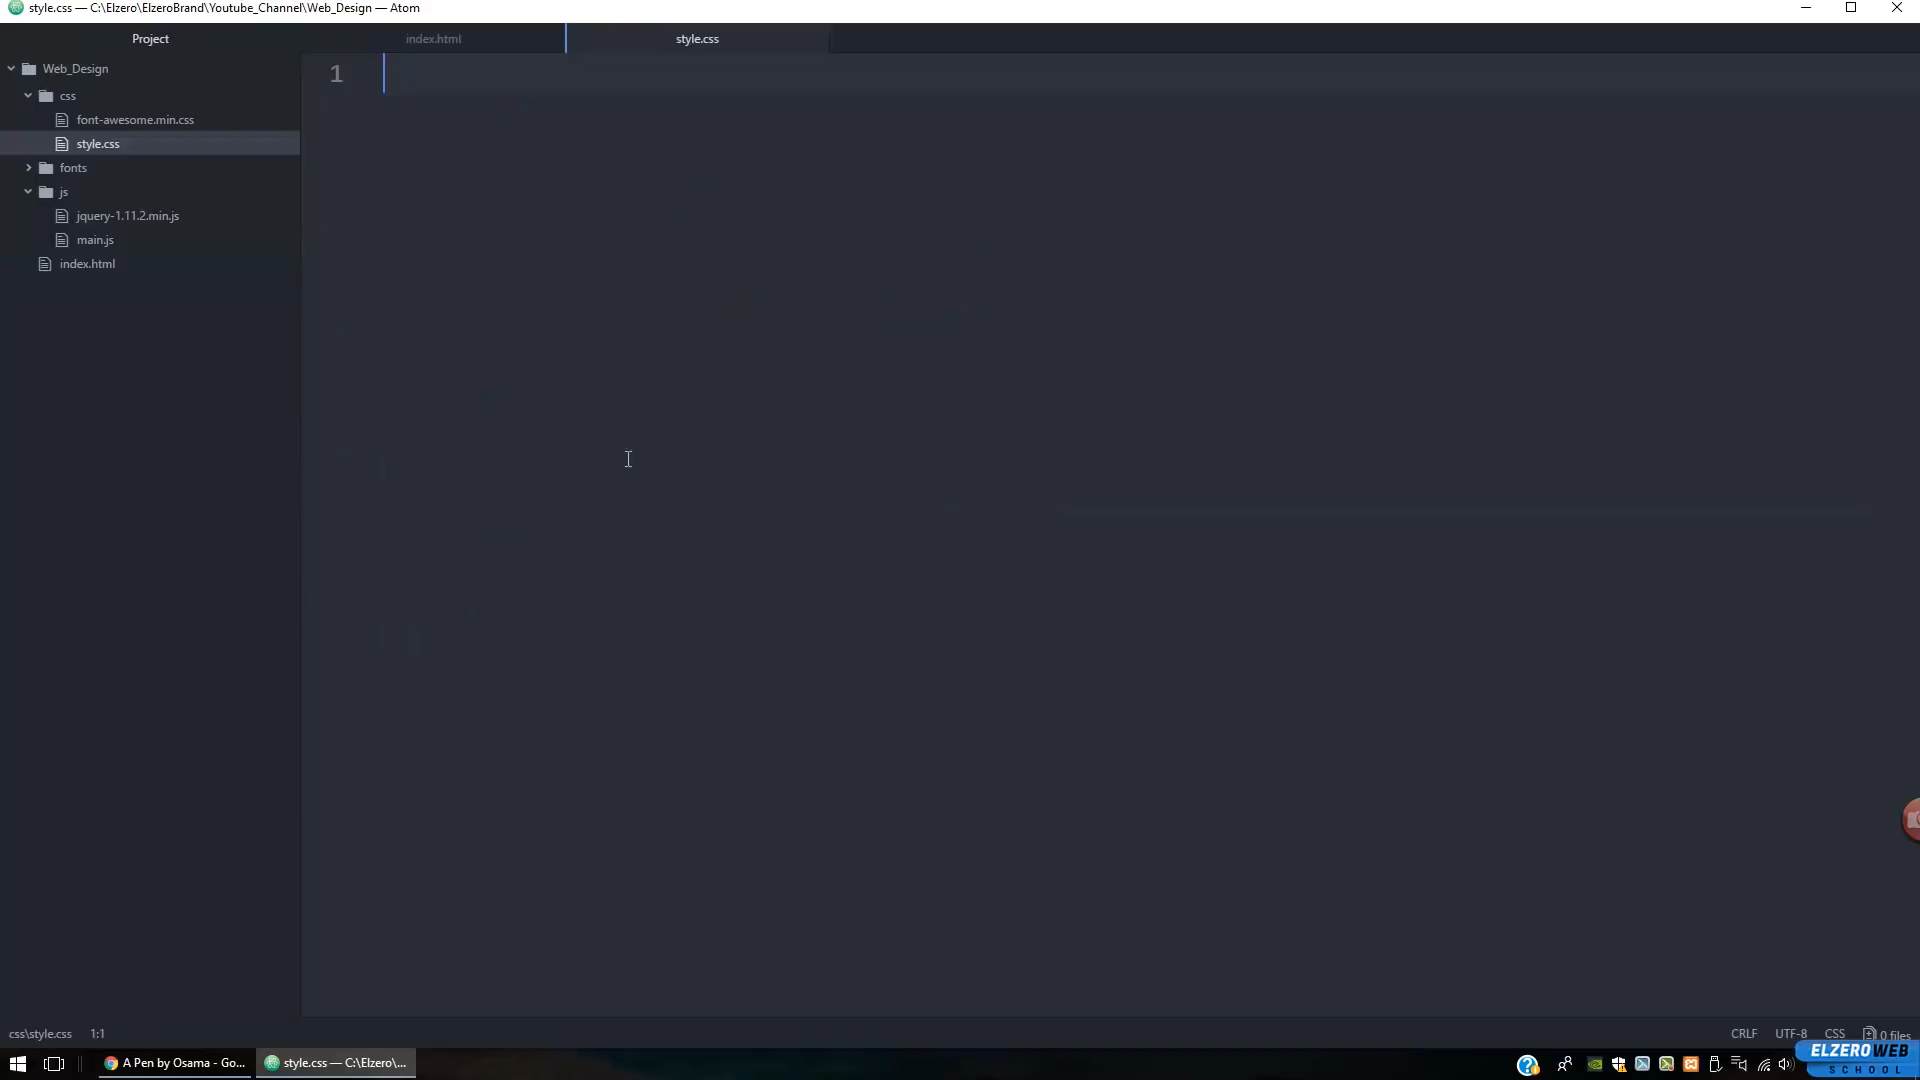 style.css — C:\Elzero\ElzeroBrand\Youtube_Channel\Web_Design — Atom
Project
index.html
style.css
Web_Design
css
font-awesome.min.css
style.css
fonts
js
jquery-1.11.2.min.js
main.js
index.html
1
css\style.css 1:1
CRLF UTF-8 CSS 0 files
A Pen by Osama - Go...
style.css — C:\Elzero\...
ELZERO WEB
SCHOOL